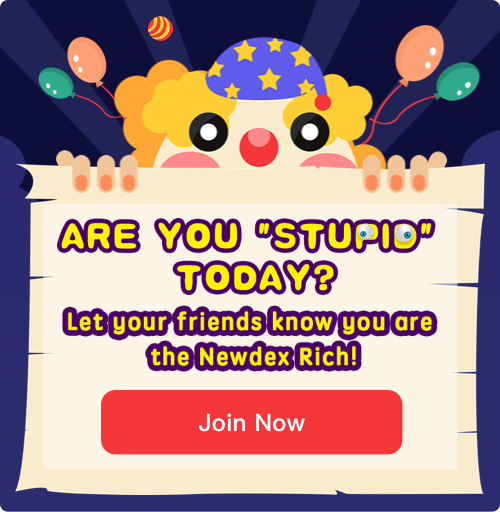 ARE YOU "STUPID"
TODAY?
Let your friends know you are
the Newdex Rich!
Join Now